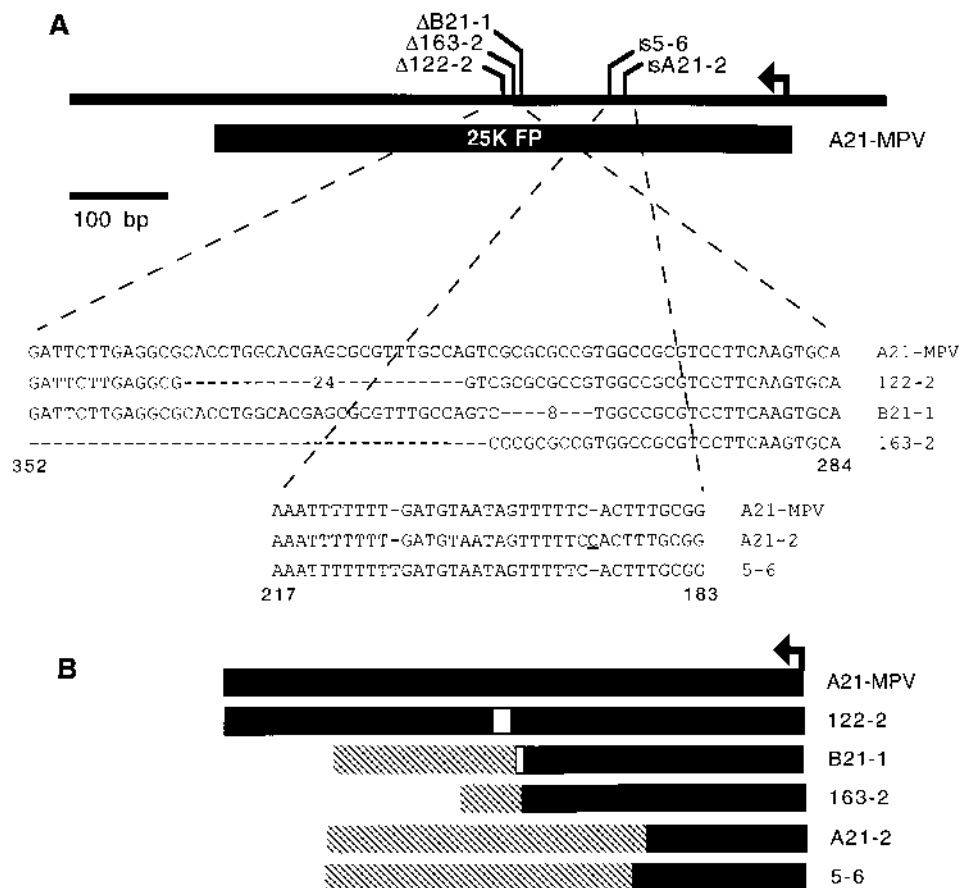 A
ΔB21-1
Δ163-2
Δ122-2
is5-6
isA21-2
25K FP
A21-MPV
100 bp
GATTCTTGAGGCGCACCTGGCACGAGCGCGTTTGCCAGTCGCGCGCCGTGGCCGCGTCCTTCAAGTGCA A21-MPV
GATTCTTGAGGCG-----------24-----------GTCGCGCGCCGTGGCCGCGTCCTTCAAGTGCA 122-2
GATTCTTGAGGCGCACCTGGCACGAGCGCGTTTGCCAGTC----8---TGGCCGCGTCCTTCAAGTGCA B21-1
---------------------------------------CGCGCGCCGTGGCCGCGTCCTTCAAGTGCA 163-2
352 284
AAATTTTTTT-GATGTAATAGTTTTTC-ACTTTGCGG A21-MPV
AAATTTTTTT-GATGTAATAGTTTTTCCACTTTGCGG A21-2
AAATTTTTTTTGATGTAATAGTTTTTC-ACTTTGCGG 5-6
217 183
B
A21-MPV
122-2
B21-1
163-2
A21-2
5-6